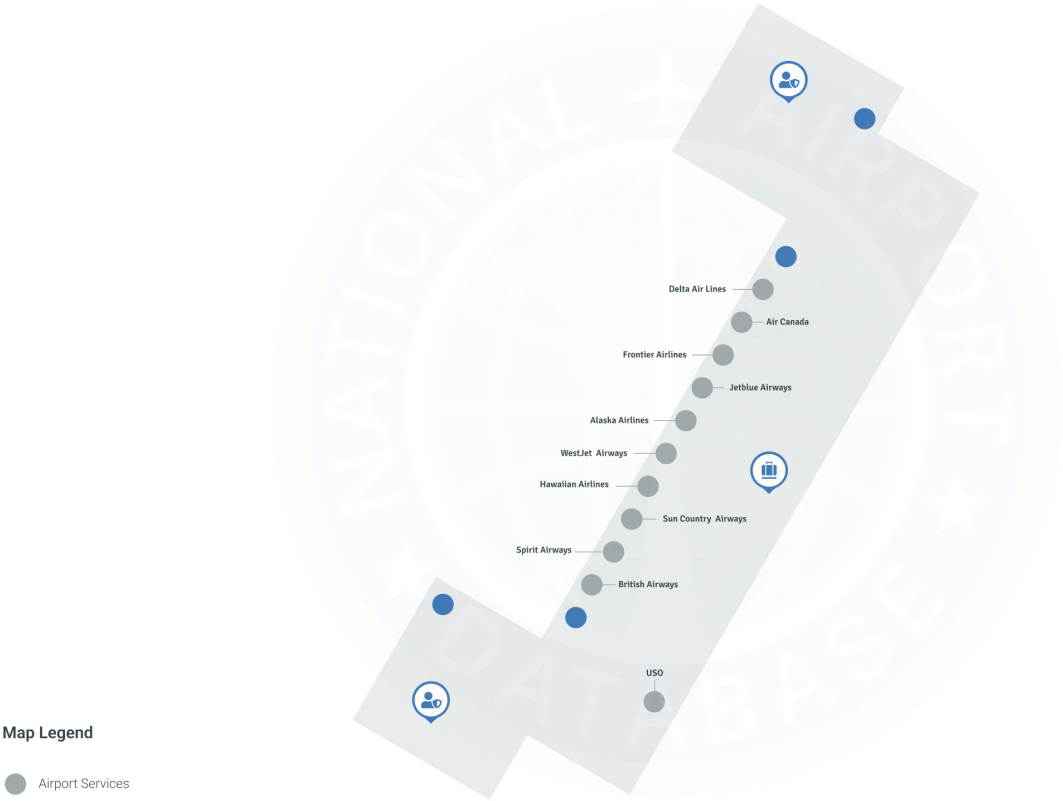 NATIONAL AIRPORT
DATABASE
Delta Air Lines
Air Canada
Frontier Airlines
Jetblue Airways
Alaska Airlines
WestJet Airways
Hawaiian Airlines
Sun Country Airways
Spirit Airways
British Airways
USO
Map Legend
Airport Services